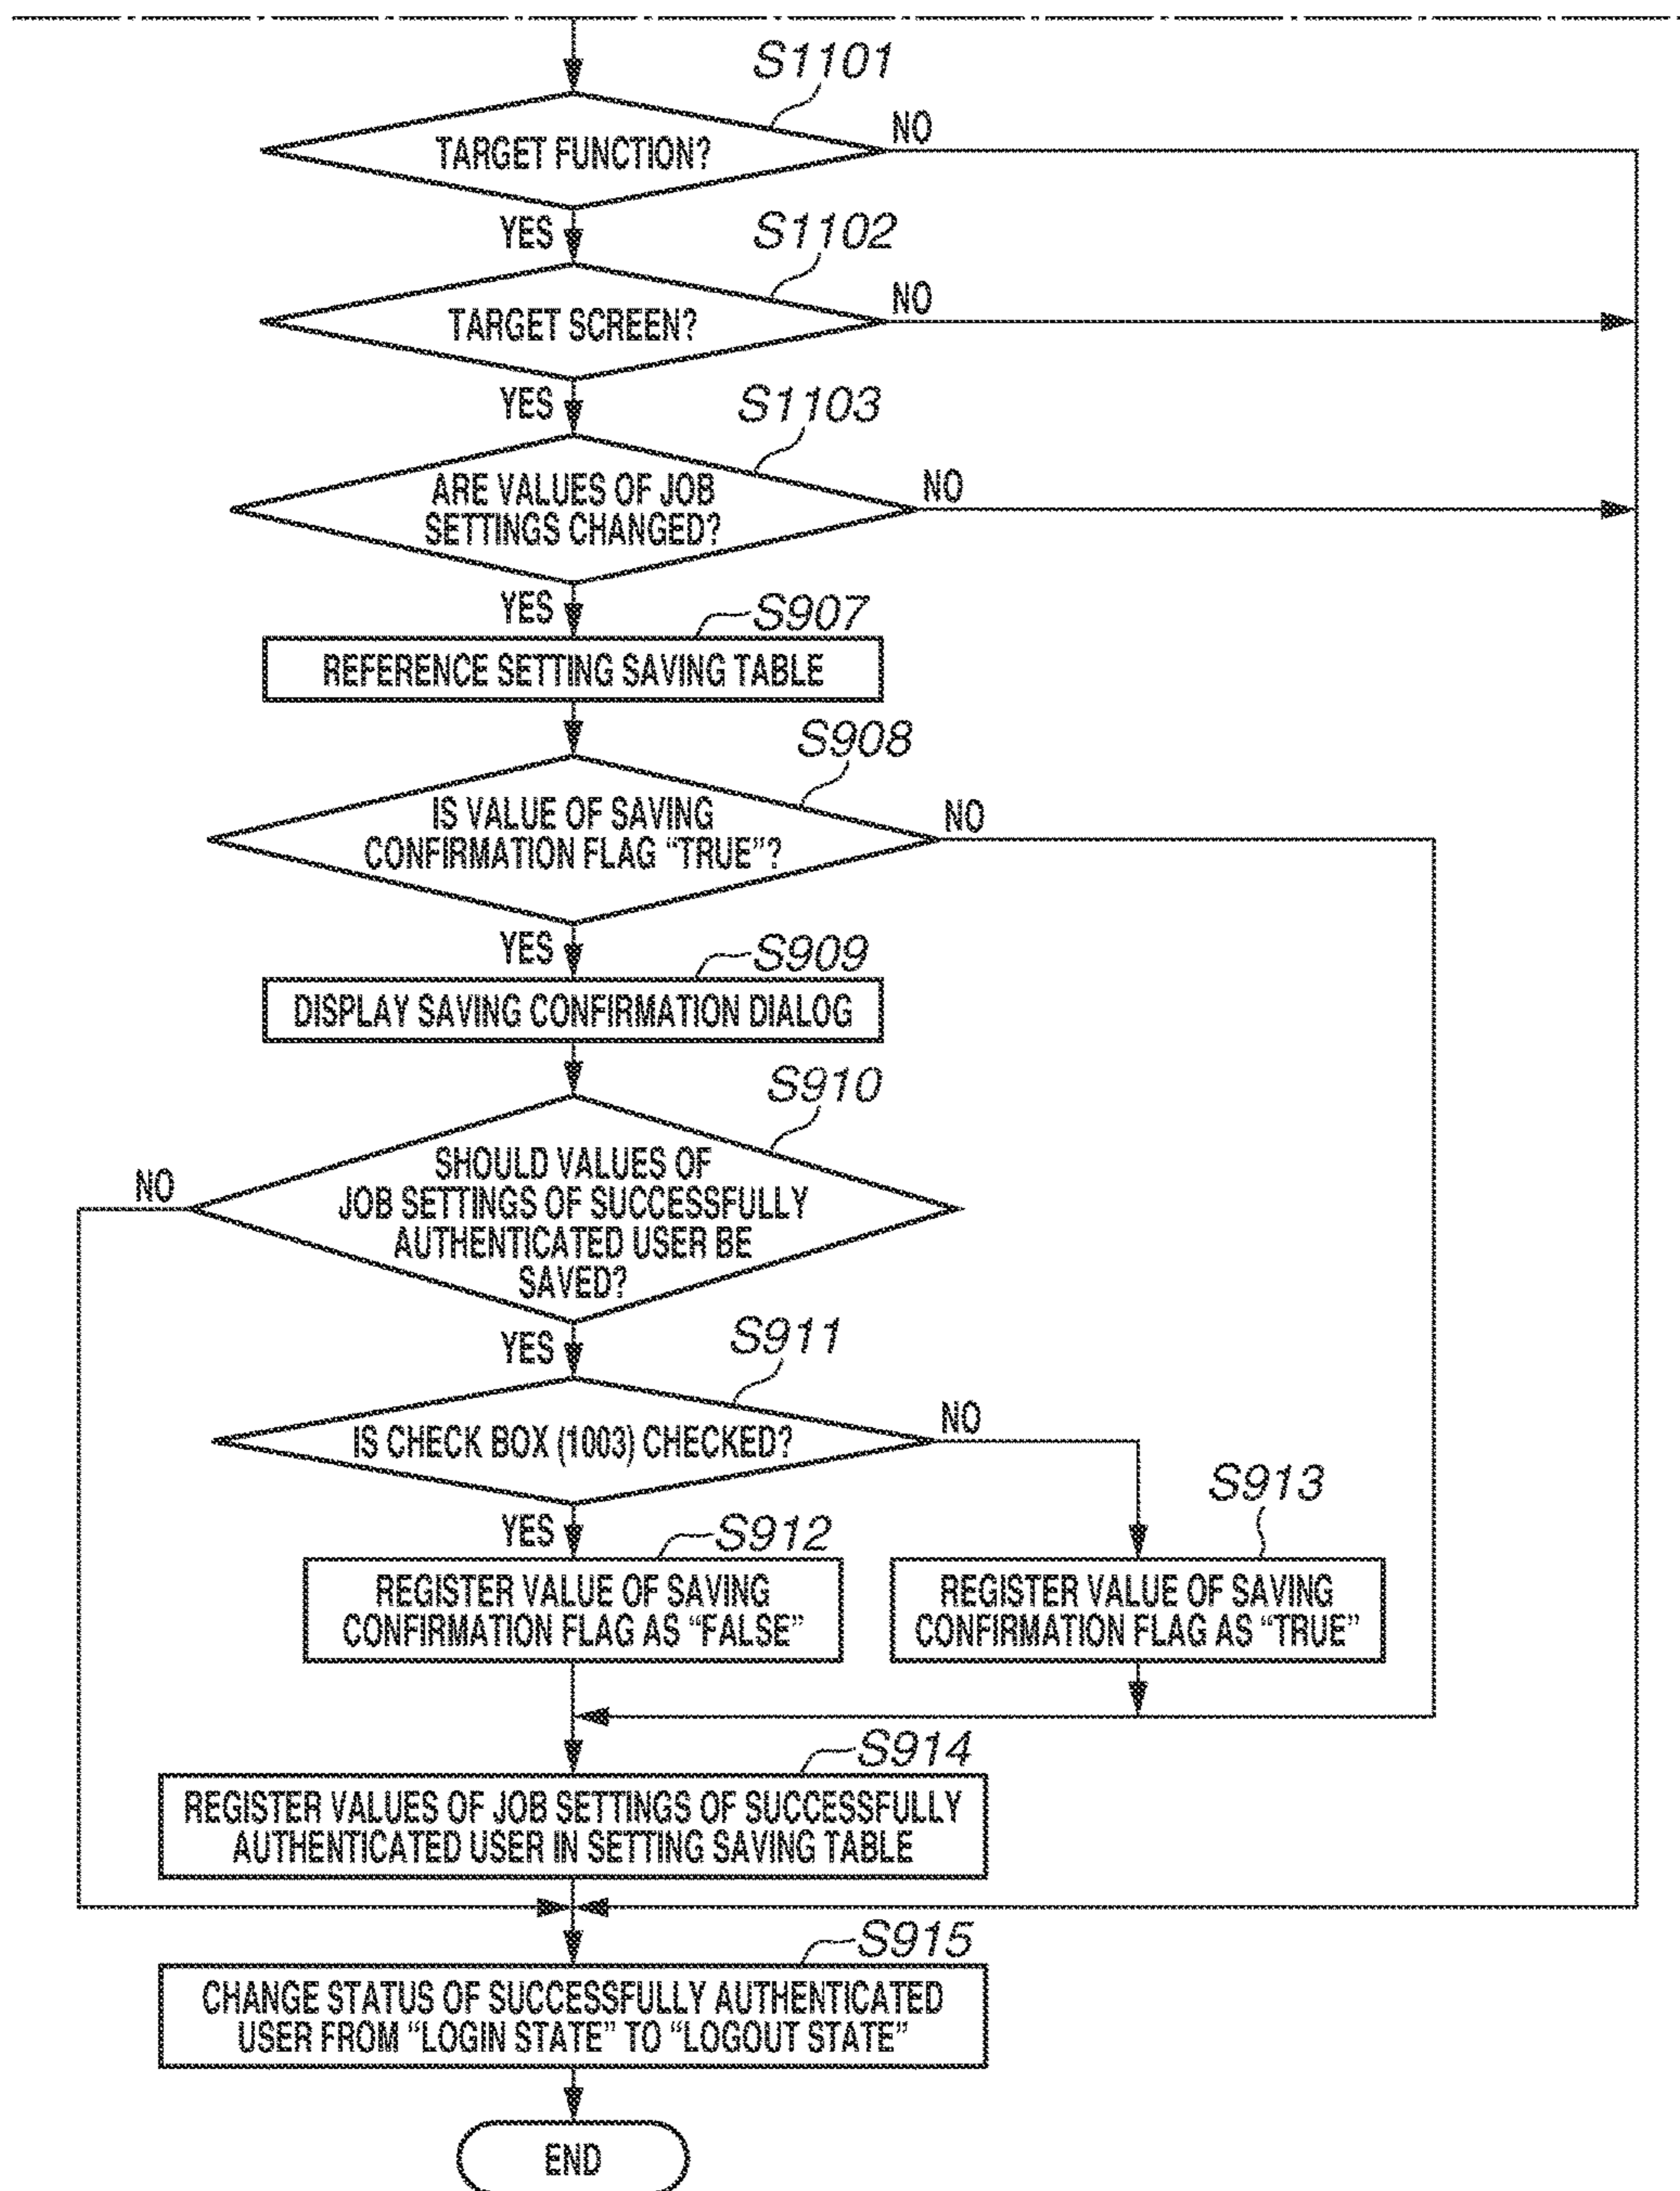 S1101
TARGET FUNCTION?
NO
YES
S1102
TARGET SCREEN?
NO
YES
S1103
ARE VALUES OF JOB
SETTINGS CHANGED?
NO
YES
S907
REFERENCE SETTING SAVING TABLE
S908
IS VALUE OF SAVING
CONFIRMATION FLAG “TRUE”?
NO
YES
S909
DISPLAY SAVING CONFIRMATION DIALOG
S910
SHOULD VALUES OF
JOB SETTINGS OF SUCCESSFULLY
AUTHENTICATED USER BE
SAVED?
NO
YES
S911
IS CHECK BOX (1003) CHECKED?
NO
YES
S912
REGISTER VALUE OF SAVING
CONFIRMATION FLAG AS “FALSE”
S913
REGISTER VALUE OF SAVING
CONFIRMATION FLAG AS “TRUE”
S914
REGISTER VALUES OF JOB SETTINGS OF SUCCESSFULLY
AUTHENTICATED USER IN SETTING SAVING TABLE
S915
CHANGE STATUS OF SUCCESSFULLY AUTHENTICATED
USER FROM “LOGIN STATE” TO “LOGOUT STATE”
END